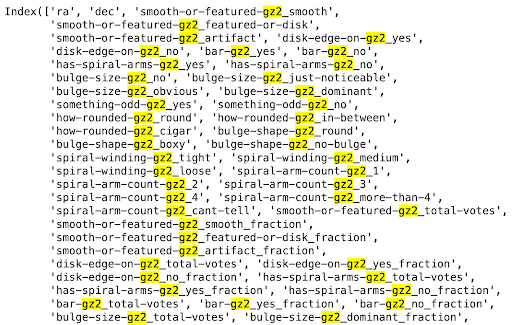 Index(['ra', 'dec', 'smooth-or-featured-gz2_smooth',
'smooth-or-featured-gz2_featured-or-disk',
'smooth-or-featured-gz2_artifact', 'disk-edge-on-gz2_yes',
'disk-edge-on-gz2_no', 'bar-gz2_yes', 'bar-gz2_no',
'has-spiral-arms-gz2_yes', 'has-spiral-arms-gz2_no',
'bulge-size-gz2_no', 'bulge-size-gz2_just-noticeable',
'bulge-size-gz2_obvious', 'bulge-size-gz2_dominant',
'something-odd-gz2_yes', 'something-odd-gz2_no',
'how-rounded-gz2_round', 'how-rounded-gz2_in-between',
'how-rounded-gz2_cigar', 'bulge-shape-gz2_round',
'bulge-shape-gz2_boxy', 'bulge-shape-gz2_no-bulge',
'spiral-winding-gz2_tight', 'spiral-winding-gz2_medium',
'spiral-winding-gz2_loose', 'spiral-arm-count-gz2_1',
'spiral-arm-count-gz2_2', 'spiral-arm-count-gz2_3',
'spiral-arm-count-gz2_4', 'spiral-arm-count-gz2_more-than-4',
'spiral-arm-count-gz2_cant-tell', 'smooth-or-featured-gz2_total-votes',
'smooth-or-featured-gz2_smooth_fraction',
'smooth-or-featured-gz2_featured-or-disk_fraction',
'smooth-or-featured-gz2_artifact_fraction',
'disk-edge-on-gz2_total-votes', 'disk-edge-on-gz2_yes_fraction',
'disk-edge-on-gz2_no_fraction', 'has-spiral-arms-gz2_total-votes',
'has-spiral-arms-gz2_yes_fraction', 'has-spiral-arms-gz2_no_fraction',
'bar-gz2_total-votes', 'bar-gz2_yes_fraction', 'bar-gz2_no_fraction',
'bulge-size-gz2_total-votes', 'bulge-size-gz2_dominant_fraction',